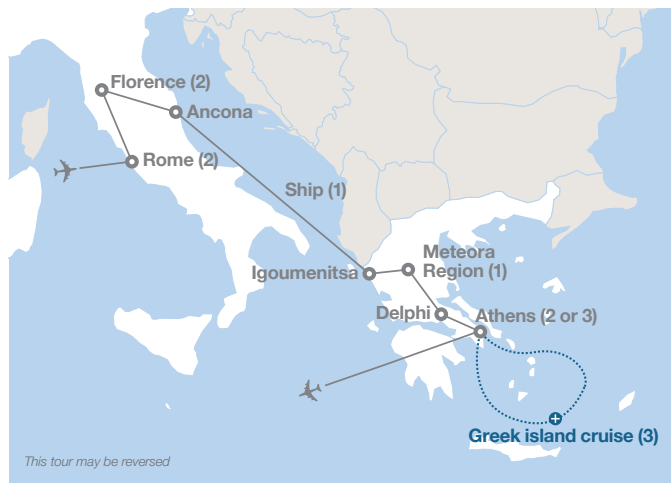 Florence (2)
Ancona
Rome (2)
Ship (1)
Igoumenitsa
Meteora
Region (1)
Delphi
Athens (2 or 3)
Greek island cruise (3)
This tour may be reversed